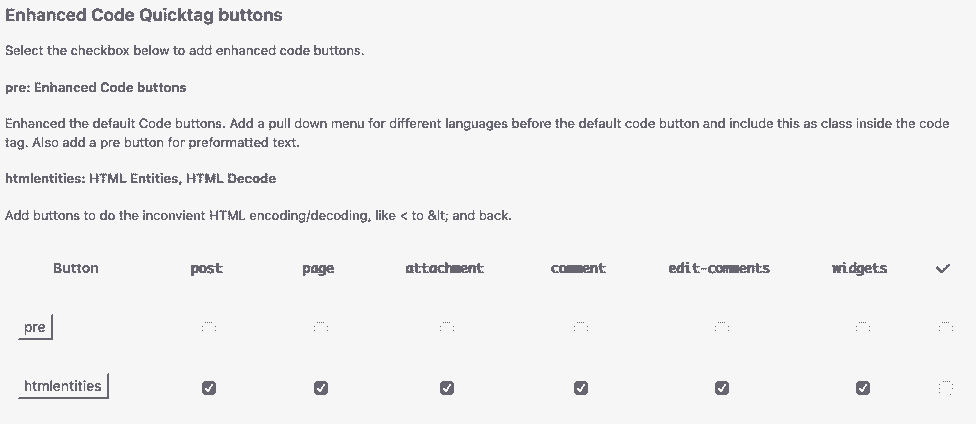 Enhanced Code Quicktag buttons
Select the checkbox below to add enhanced code buttons.
pre: Enhanced Code buttons
Enhanced the default Code buttons. Add a pull down menu for different languages before the default code button and include this as class inside the code
tag. Also add a pre button for preformatted text.
htmlentities: HTML Entities, HTML Decode
Add buttons to do the inconvient HTML encoding/decoding, like < to &lt; and back.
Button post page attachment comment edit-comments widgets ✓
pre
htmlentities